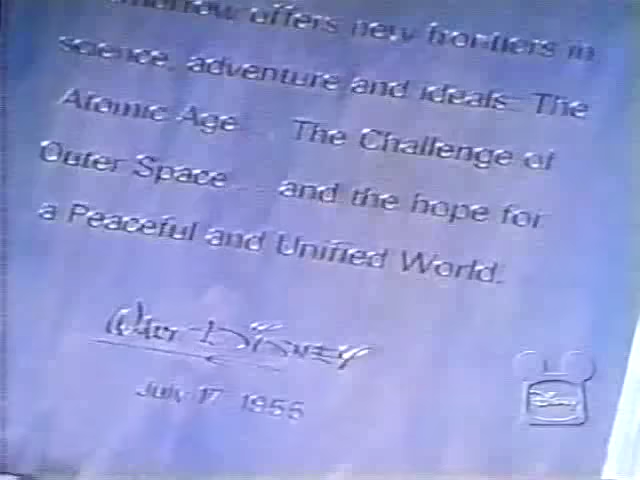 offers new frontiers in
science, adventure and ideals: The
Atomic Age... The Challenge of
Outer Space... and the hope for
a Peaceful and Unified World.
Walt Disney
July 17 1955
Disney